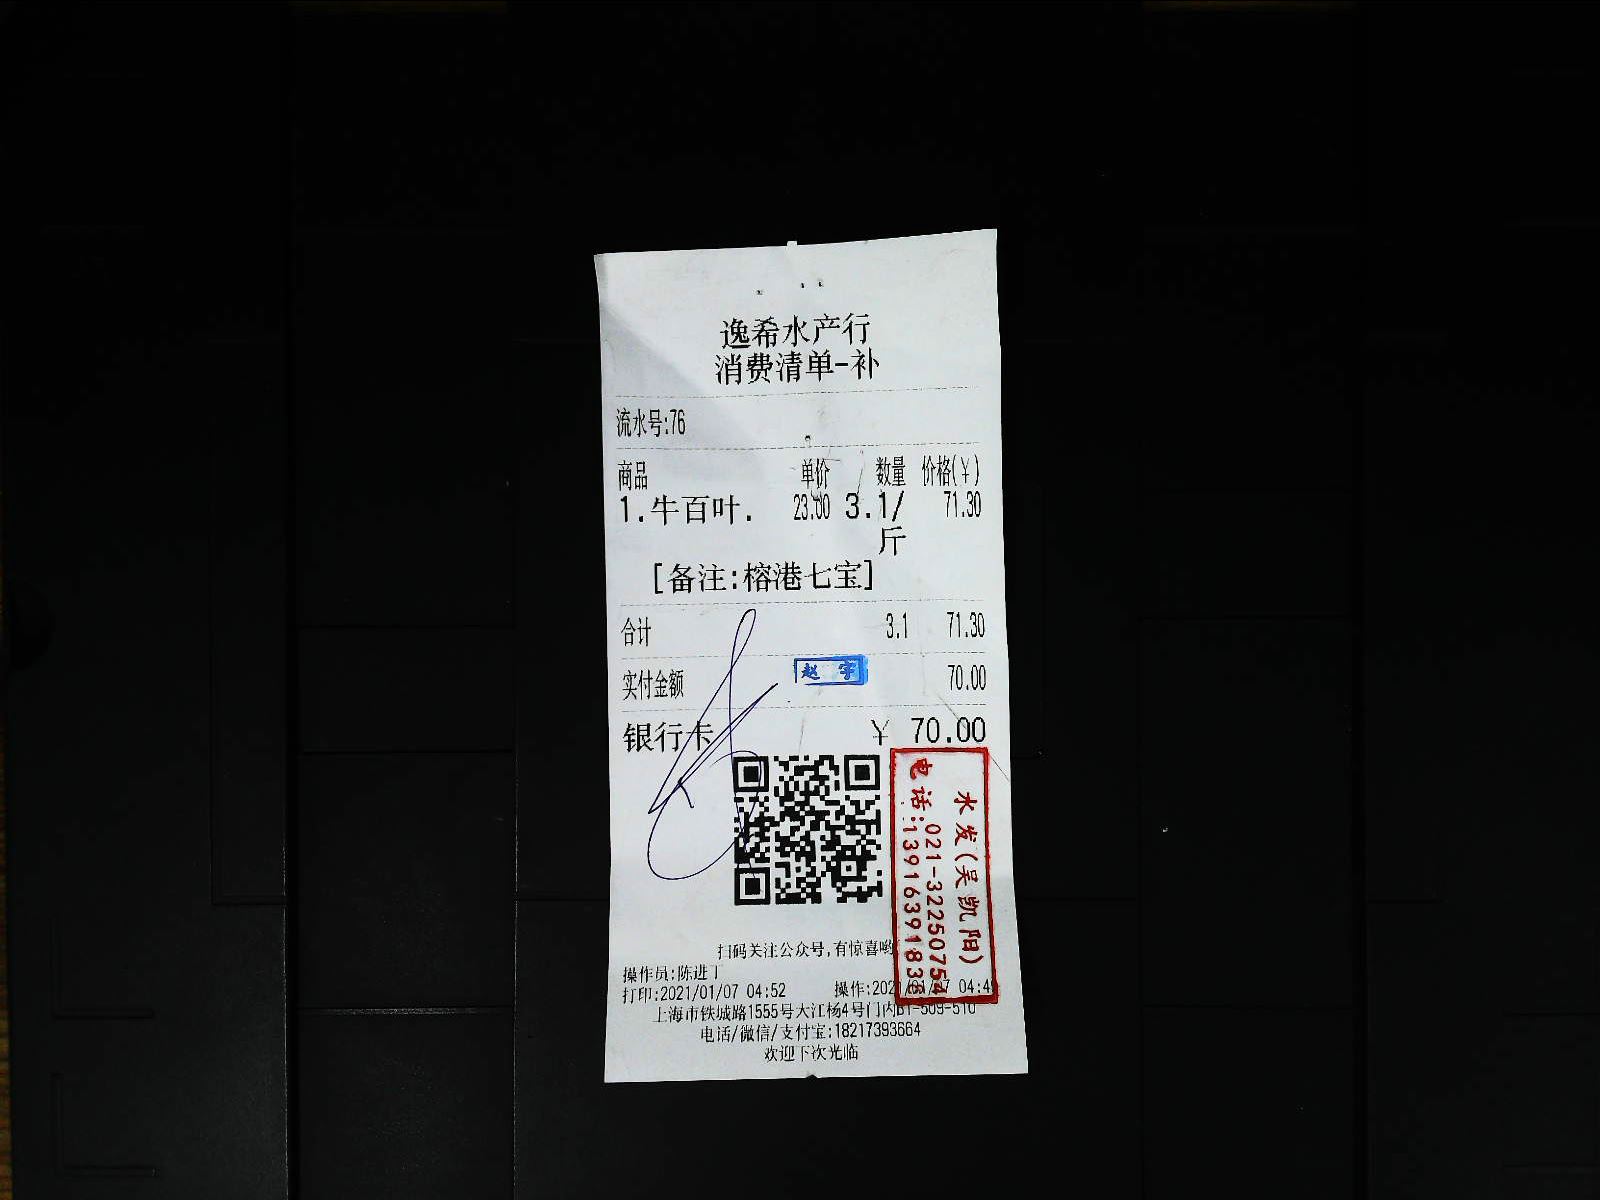 逸希水产行
消费清单-补
流水号:76
商品 单价 数量 价格(￥)
1.牛百叶. 23.00 3.1/斤 71.30
[备注:榕港七宝]
合计 3.1 71.30
实付金额 70.00
赵 宇
银行卡 ￥ 70.00
水发(吴凯阳)
电话:021-32250754
13916391836
扫码关注公众号,有惊喜哟
操作员:陈进丁
打印:2021/01/07 04:52 操作:2021/01/07 04:4
上海市铁城路1555号大江杨4号门内B1-509-510
电话/微信/支付宝:18217393664
欢迎下次光临